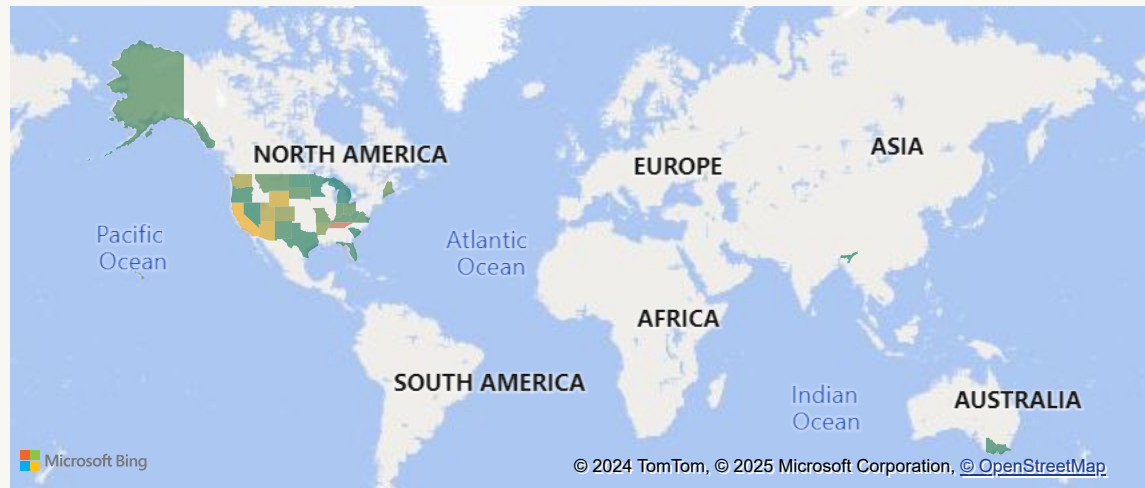 NORTH AMERICA
EUROPE
ASIA
Pacific
Ocean
Atlantic
Ocean
AFRICA
SOUTH AMERICA
Indian
Ocean
AUSTRALIA
Microsoft Bing
© 2024 TomTom, © 2025 Microsoft Corporation, © OpenStreetMap